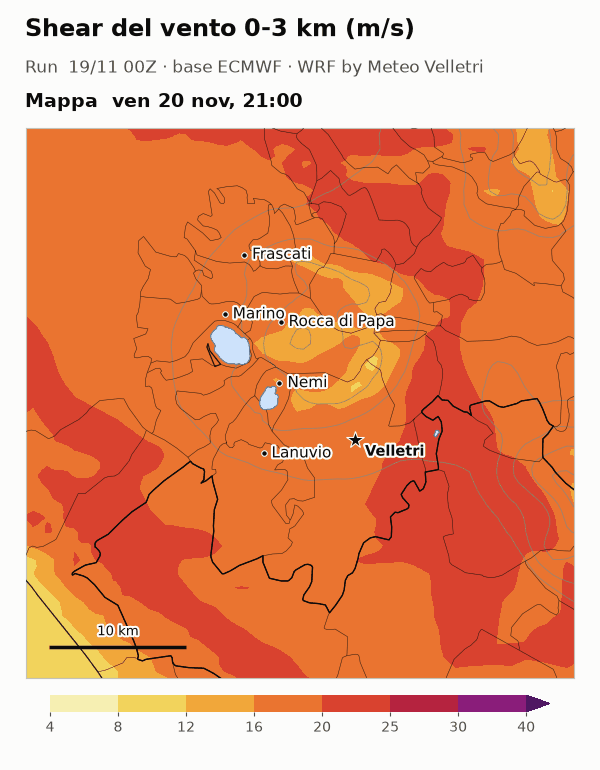 Shear del vento 0-3 km (m/s)
Run  19/11 00Z · base ECMWF · WRF by Meteo Velletri
Mappa  ven 20 nov, 21:00
Frascati
Marino
Rocca di Papa
Nemi
Velletri
Lanuvio
10 km
4 8 12 16 20 25 30 40